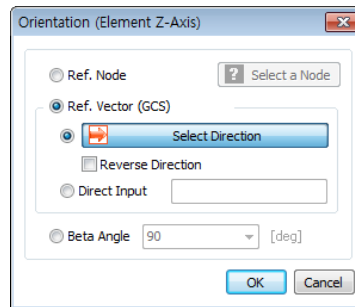 Orientation (Element Z-Axis)
Ref. Node
? Select a Node
Ref. Vector (GCS)
Select Direction
Reverse Direction
Direct Input
Beta Angle 90 [deg]
OK Cancel